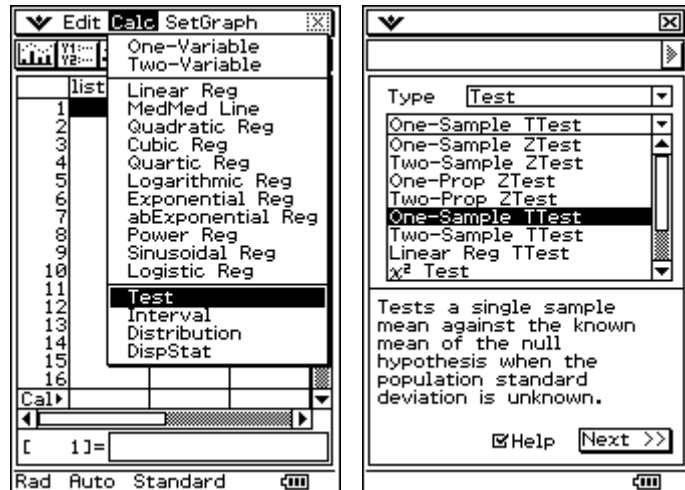 Edit Calc SetGraph
Y1:
Y2:
list
One-Variable
Two-Variable
Linear Reg
MedMed Line
Quadratic Reg
Cubic Reg
Quartic Reg
Logarithmic Reg
Exponential Reg
abExponential Reg
Power Reg
Sinusoidal Reg
Logistic Reg
Test
Interval
Distribution
DispStat
1
2
3
4
5
6
7
8
9
10
11
12
13
14
15
16
Cal▸
[ 1]=
Rad Auto Standard
Type Test
One-Sample TTest
One-Sample ZTest
Two-Sample ZTest
One-Prop ZTest
Two-Prop ZTest
One-Sample TTest
Two-Sample TTest
Linear Reg TTest
χ² Test
Tests a single sample
mean against the known
mean of the null
hypothesis when the
population standard
deviation is unknown.
Help Next >>